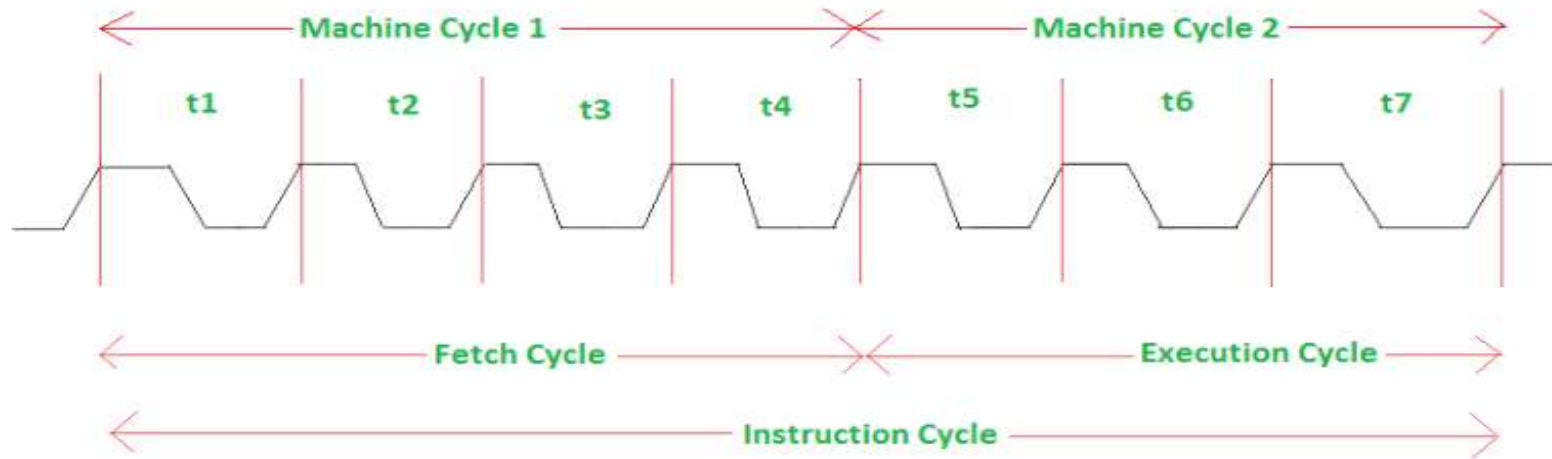 Machine Cycle 1 Machine Cycle 2
t1 t2 t3 t4 t5 t6 t7
Fetch Cycle Execution Cycle
Instruction Cycle